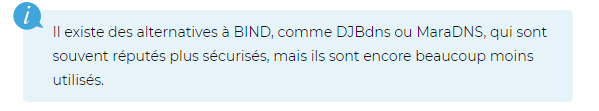 i
Il existe des alternatives à BIND, comme DJBdns ou MaraDNS, qui sont
souvent réputés plus sécurisés, mais ils sont encore beaucoup moins
utilisés.